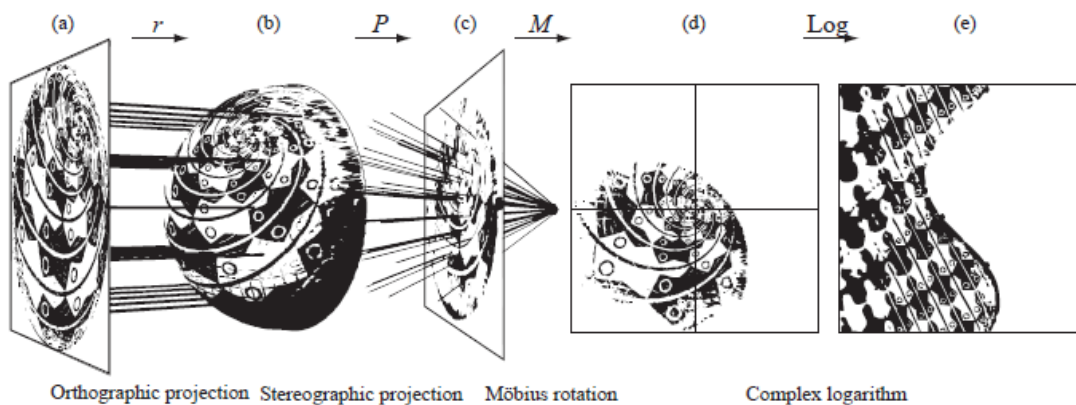 (a) r (b) P (c) M (d) Log (e)
Orthographic projection Stereographic projection Möbius rotation Complex logarithm